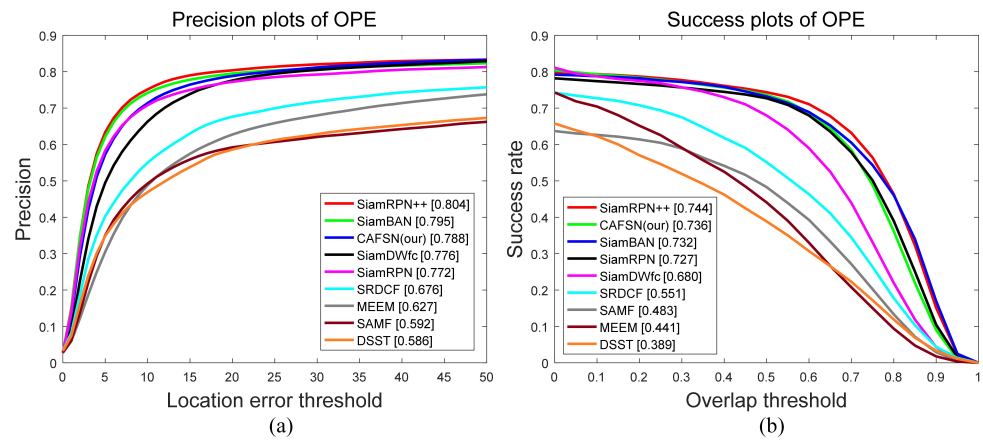 Precision plots of OPE
0.9
0.8
0.7
0.6
0.5
0.4
0.3
0.2
0.1
0
Precision
SiamRPN++ [0.804]
SiamBAN [0.795]
CAFSN(our) [0.788]
SiamDWfc [0.776]
SiamRPN [0.772]
SRDCF [0.676]
MEEM [0.627]
SAMF [0.592]
DSST [0.586]
0 5 10 15 20 25 30 35 40 45 50
Location error threshold
(a)
Success plots of OPE
0.9
0.8
0.7
0.6
0.5
0.4
0.3
0.2
0.1
0
Success rate
SiamRPN++ [0.744]
CAFSN(our) [0.736]
SiamBAN [0.732]
SiamRPN [0.727]
SiamDWfc [0.680]
SRDCF [0.551]
SAMF [0.483]
MEEM [0.441]
DSST [0.389]
0 0.1 0.2 0.3 0.4 0.5 0.6 0.7 0.8 0.9 1
Overlap threshold
(b)